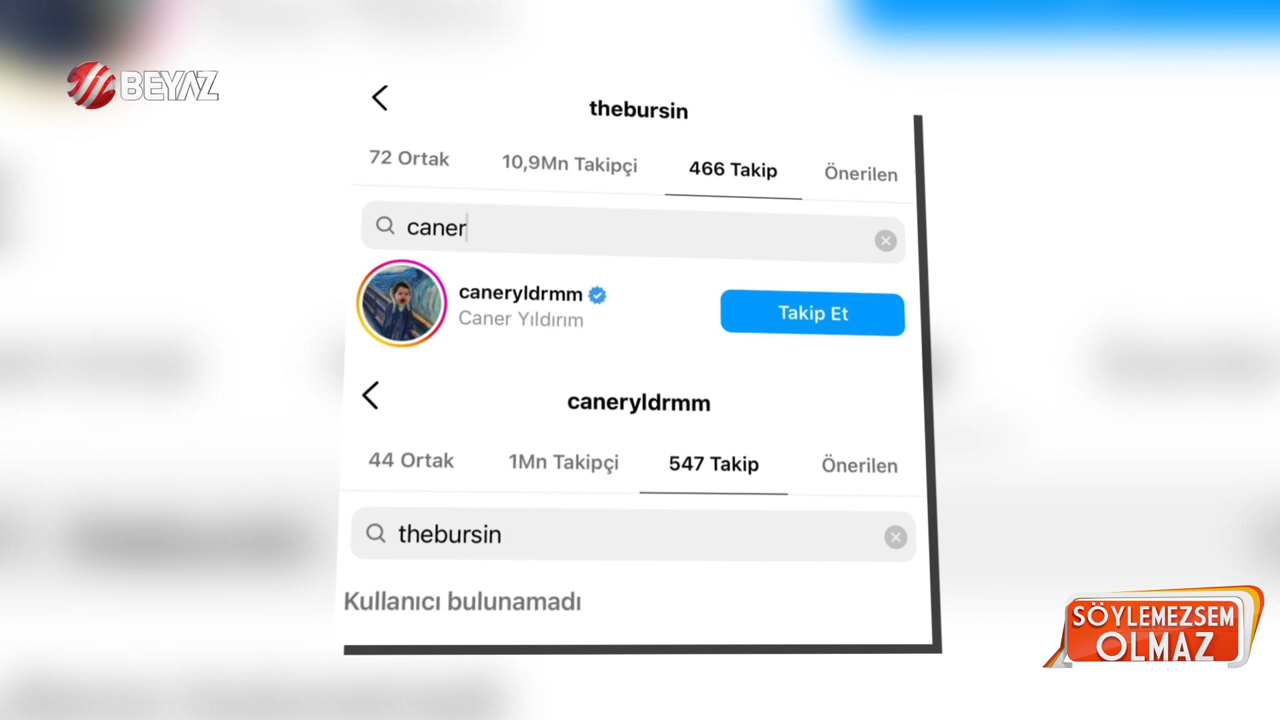 BEYAZ
thebursin
72 Ortak 10,9Mn Takipçi 466 Takip Önerilen
caner
caneryldrmm
Caner Yıldırım
Takip Et
caneryldrmm
44 Ortak 1Mn Takipçi 547 Takip Önerilen
thebursin
Kullanıcı bulunamadı
SÖYLEMEZSEM
OLMAZ